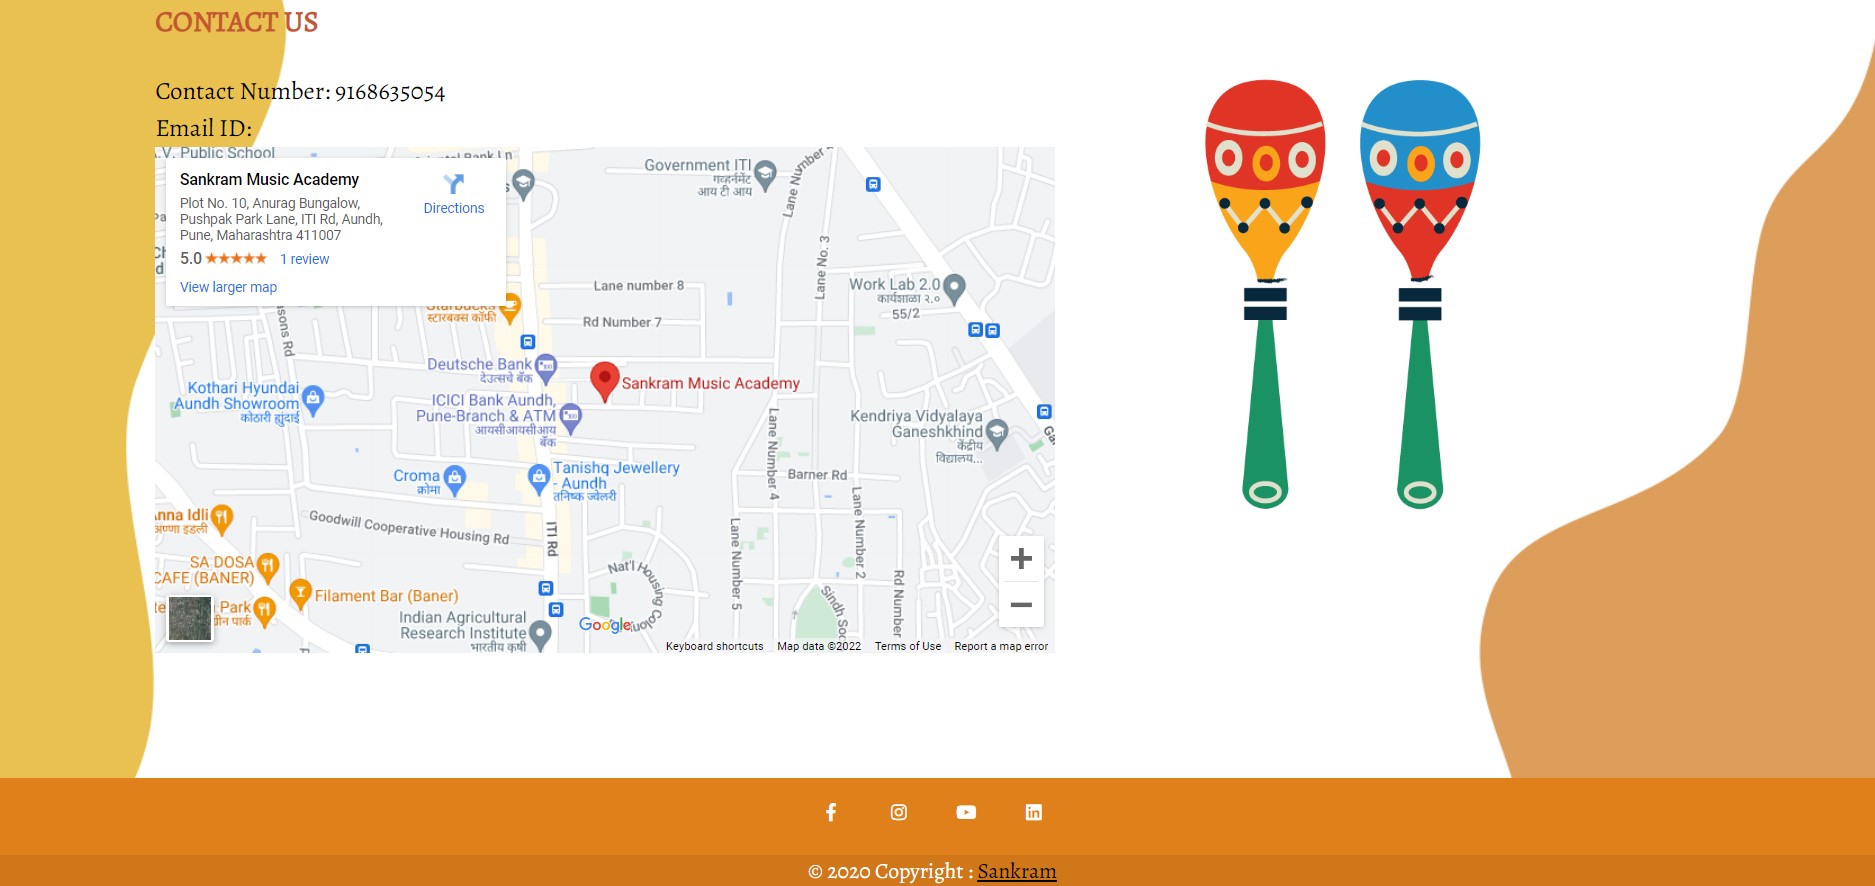 CONTACT US
Contact Number: 9168635054
Email ID:
A.V. Public School
Sankram Music Academy
Plot No. 10, Anurag Bungalow,
Pushpak Park Lane, ITI Rd, Aundh,
Pune, Maharashtra 411007
5.0
1 review
View larger map
Directions
Government ITI
गव्हर्नमेंट
आय टी आय
Lane Number
Lane No. 3
Lane number 8
Work Lab 2.0
कार्यशाळा २.०
55/2
Starbucks
स्टारबक्स कॉफी
Rd Number 7
Deutsche Bank
देउत्सचे बँक
Sankram Music Academy
Kothari Hyundai
Aundh Showroom
कोठारी ह्युंदाई
ICICI Bank Aundh,
Pune-Branch & ATM
आयसीआयसीआय
बँक
Kendriya Vidyalaya
Ganeshkhind
केंद्रीय
विद्यालय...
Lane Number 4
Croma
क्रोमा
Tanishq Jewellery
- Aundh
तनिष्क ज्वेलरी
Barner Rd
Anna Idli
अण्णा इडली
Goodwill Cooperative Housing Rd
ITI Rd
Lane Number 5
Lane Number 2
SA DOSA
CAFE (BANER)
Nat'l Housing Colony
Rd Number
Filament Bar (Baner)
Park
ग्रीन पार्क
Sindh Soc
Indian Agricultural
Research Institute
भारतीय कृषी
Google
Keyboard shortcuts
Map data ©2022
Terms of Use
Report a map error
© 2020 Copyright : Sankram